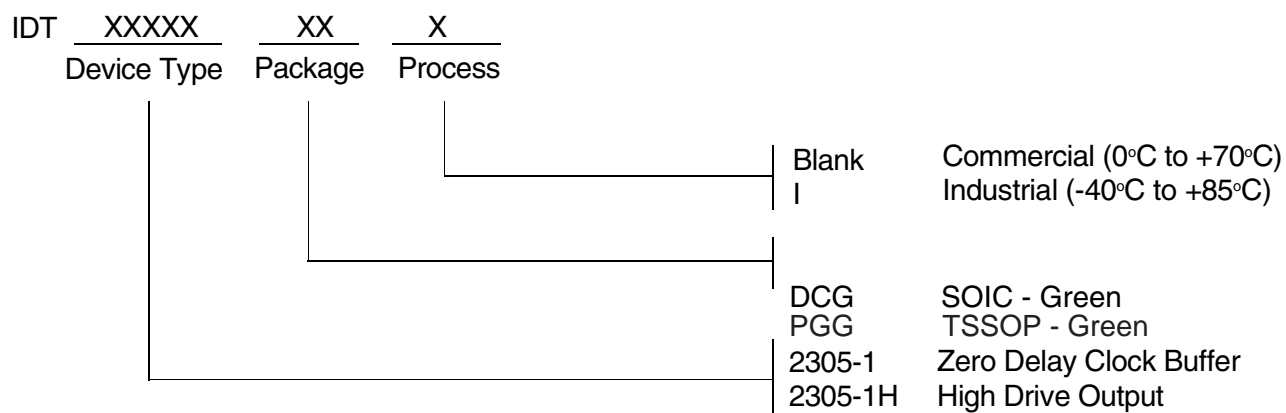 IDT XXXXX XX X
Device Type Package Process
Blank Commercial (0°C to +70°C)
I Industrial (-40°C to +85°C)
DCG SOIC - Green
PGG TSSOP - Green
2305-1 Zero Delay Clock Buffer
2305-1H High Drive Output